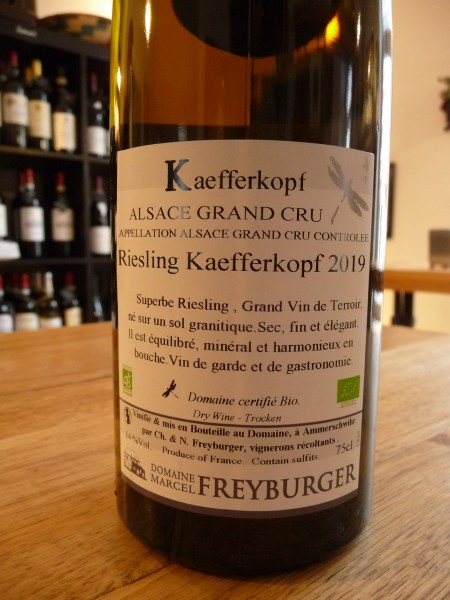 Kaefferkopf
ALSACE GRAND CRU
APPELLATION ALSACE GRAND CRU CONTROLEE
Riesling Kaefferkopf 2019
Superbe Riesling , Grand Vin de Terroir,
né sur un sol granitique.Sec, fin et élégant.
Il est équilibré, minéral et harmonieux en
bouche.Vin de garde et de gastronomie.
Domaine certifié Bio.
Dry Wine - Trocken
Vinifié & mis en Bouteille au Domaine, à Ammerschwihr
par Ch. & N. Freyburger, vignerons récoltants.
14%Vol. Produce of France. Contain sulfits. 75cl
DOMAINE
MARCEL FREYBURGER